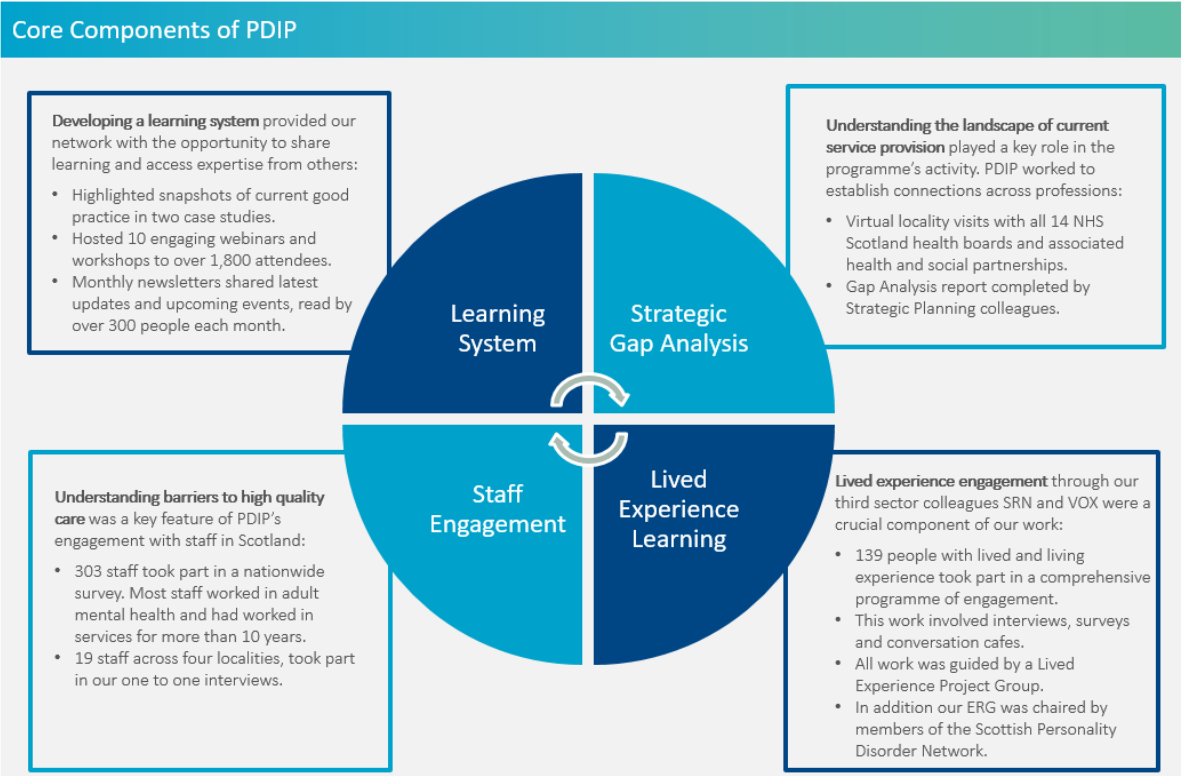 Core Components of PDIP
Developing a learning system provided our
network with the opportunity to share
learning and access expertise from others:
• Highlighted snapshots of current good
practice in two case studies.
• Hosted 10 engaging webinars and
workshops to over 1,800 attendees.
• Monthly newsletters shared latest
updates and upcoming events, read by
over 300 people each month.
Understanding the landscape of current
service provision played a key role in the
programme’s activity. PDIP worked to
establish connections across professions:
• Virtual locality visits with all 14 NHS
Scotland health boards and associated
health and social partnerships.
• Gap Analysis report completed by
Strategic Planning colleagues.
Learning
System
Strategic
Gap Analysis
Staff
Engagement
Lived
Experience
Learning
Understanding barriers to high quality
care was a key feature of PDIP’s
engagement with staff in Scotland:
• 303 staff took part in a nationwide
survey. Most staff worked in adult
mental health and had worked in
services for more than 10 years.
• 19 staff across four localities, took part
in our one to one interviews.
Lived experience engagement through our
third sector colleagues SRN and VOX were a
crucial component of our work:
• 139 people with lived and living
experience took part in a comprehensive
programme of engagement.
• This work involved interviews, surveys
and conversation cafes.
• All work was guided by a Lived
Experience Project Group.
• In addition our ERG was chaired by
members of the Scottish Personality
Disorder Network.